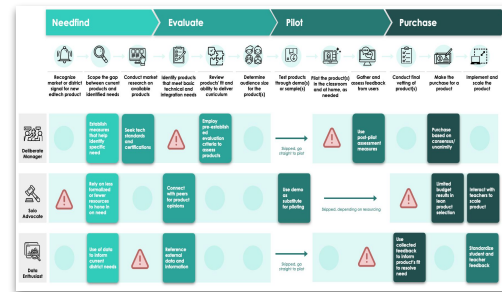 Needfind
Evaluate
Pilot
Purchase
Recognize
market or district
signal for new
edtech product
Scope the gap
between current
products and
identified needs
Conduct market
research on
available
products
Identify products
that meet basic
technical and
integration needs
Review
products' fit and
ability to deliver
curriculum
Determine
audience size
for the
product(s)
Test products
through demo(s)
or sample(s)
Pilot the product(s) in
the classroom
and at home, as
needed
Gather and
assess feedback
from users
Conduct final
vetting of
product(s)
Make the
purchase for a
product
Implement and
scale the
product
Deliberate Manager
Establish
measures that
help identify
specific need
Seek tech
standards and
certifications
Employ
pre-establish
ed
evaluation
criteria to
assess
products
Skipped, go
straight to pilot
Use
post-pilot
assessment
measures
Purchase
based on
consensus/
unanimity
Solo
Advocate
Rely on less
formalized
or fewer
resources
to home in
on need
Connect with
peers for
product
opinions
Use demo
as
substitute
for piloting
Skipped, depending on resourcing
Limited
budget results
in lean
product
selection
Interact with
teachers to
scale product
Data
Enthusiast
Use of data
to inform
current
district needs
Reference
external
data and
information
Skipped, go
straight to pilot
Use
collected
feedback
to inform
product's fit
to resolve
need
Standardize
student and
teacher
feedback